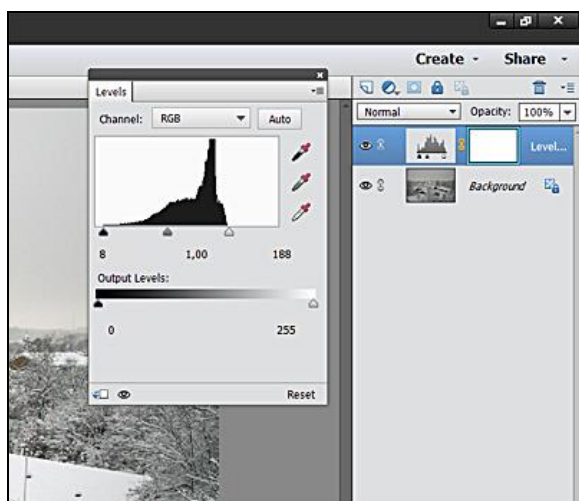 Create Share
Levels
Channel: RGB Auto
8 1,00 188
Output Levels:
0 255
Reset
Normal Opacity: 100%
Level...
Background